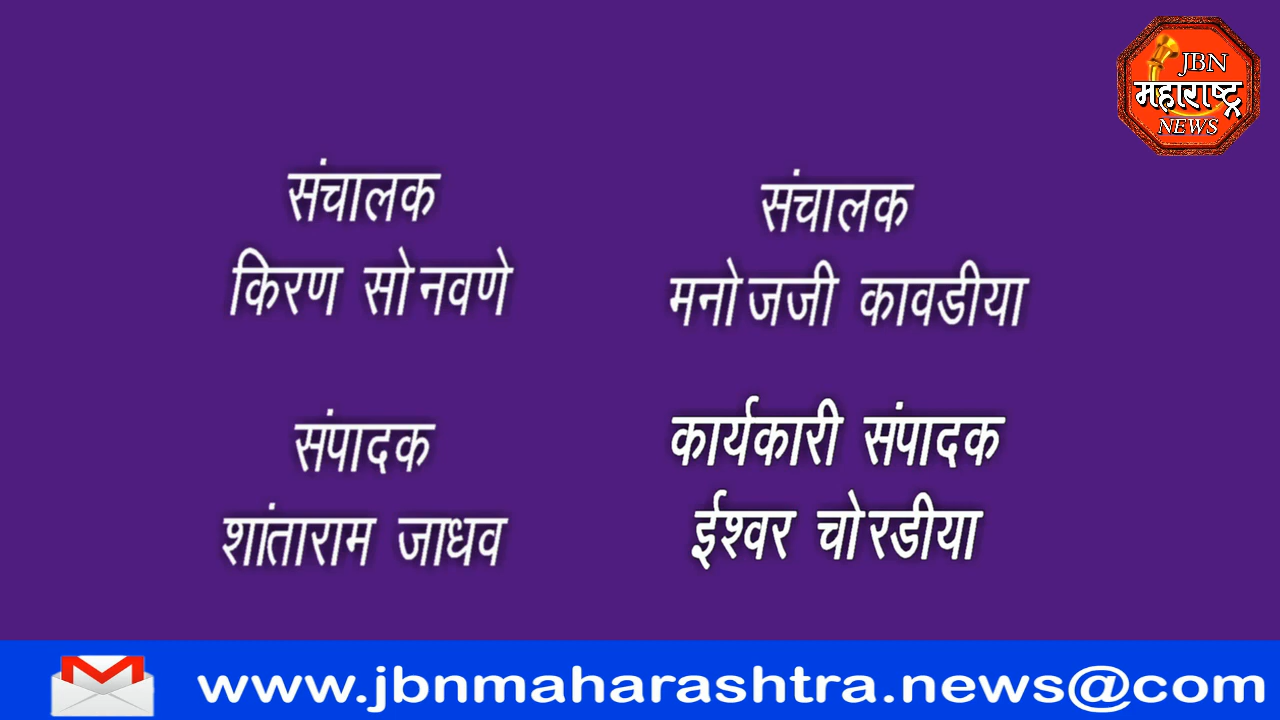 JBN
महाराष्ट्र
NEWS
संचालक
किरण सोनवणे
संचालक
मनोजजी कावडीया
संपादक
शांताराम जाधव
कार्यकारी संपादक
ईश्वर चोरडीया
www.jbnmaharashtra.news@com